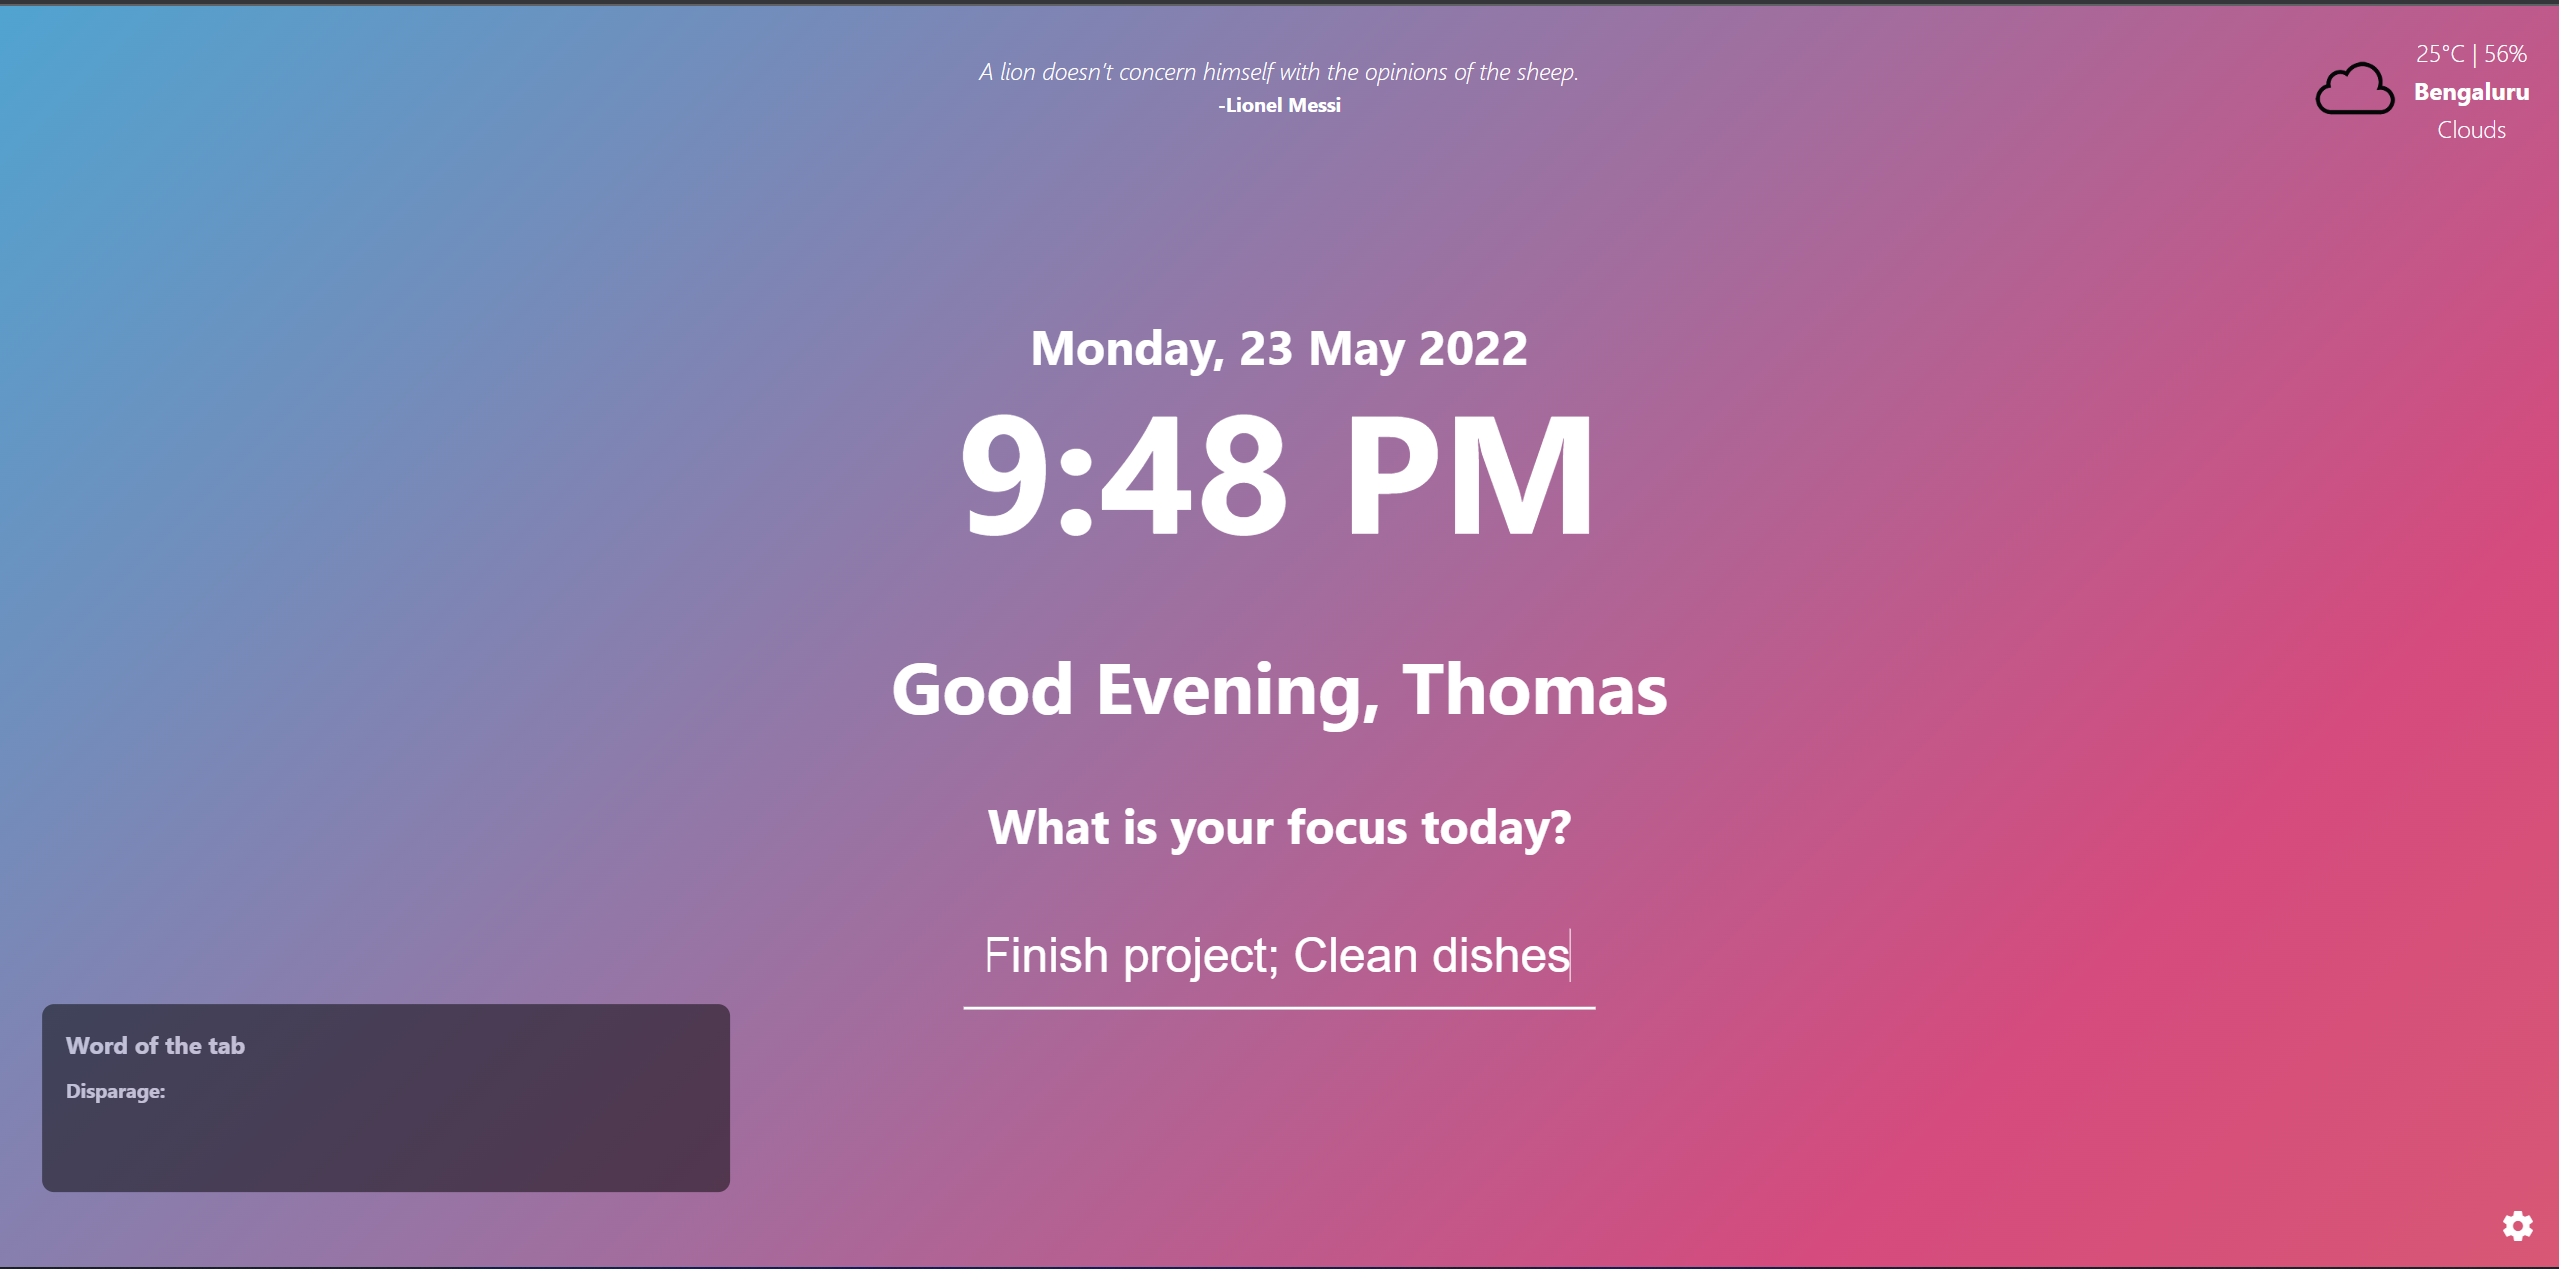 A lion doesn't concern himself with the opinions of the sheep.
-Lionel Messi
25°C | 56%
Bengaluru
Clouds
Monday, 23 May 2022
9:48 PM
Good Evening, Thomas
What is your focus today?
Finish project; Clean dishes
Word of the tab
Disparage: